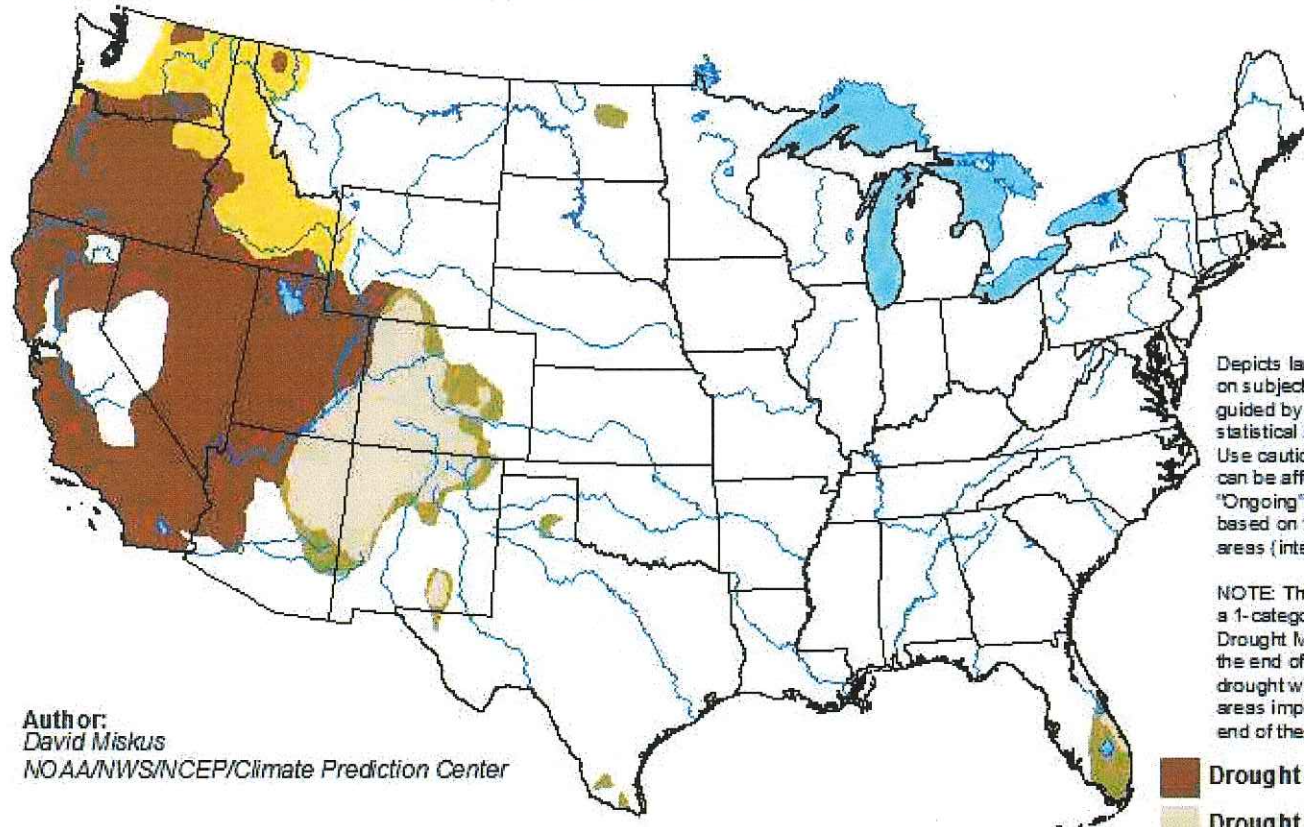 Depicts la
on subject
guided by
statistical
Use cautio
can be aff
"Ongoing"
based on
areas (inte
NOTE: Th
a 1-catego
Drought M
the end of
drought w
areas imp
end of the
Author:
David Miskus
NOAA/NWS/NCEP/Climate Prediction Center
Drought
Drought